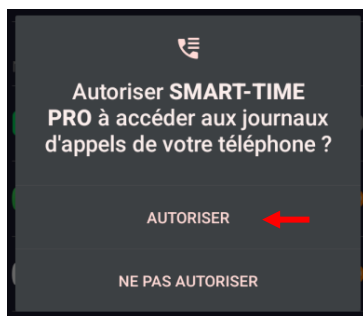 Autoriser SMART-TIME
PRO à accéder aux journaux
d'appels de votre téléphone ?
AUTORISER
NE PAS AUTORISER